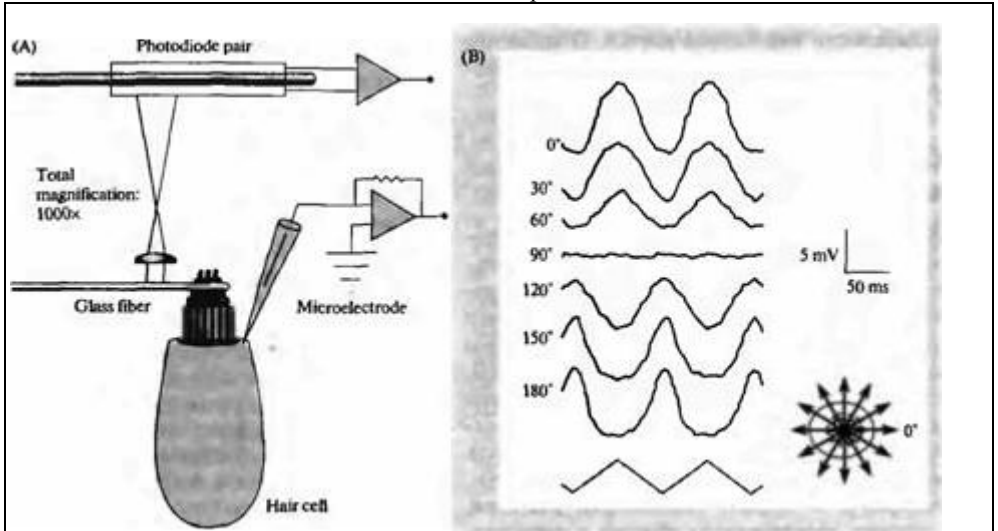 (A)
Photodiode pair
Total
magnification:
1000×
Glass fiber
Microelectrode
Hair cell
(B)
0°
30°
60°
90°
120°
150°
180°
5 mV
50 ms
0°